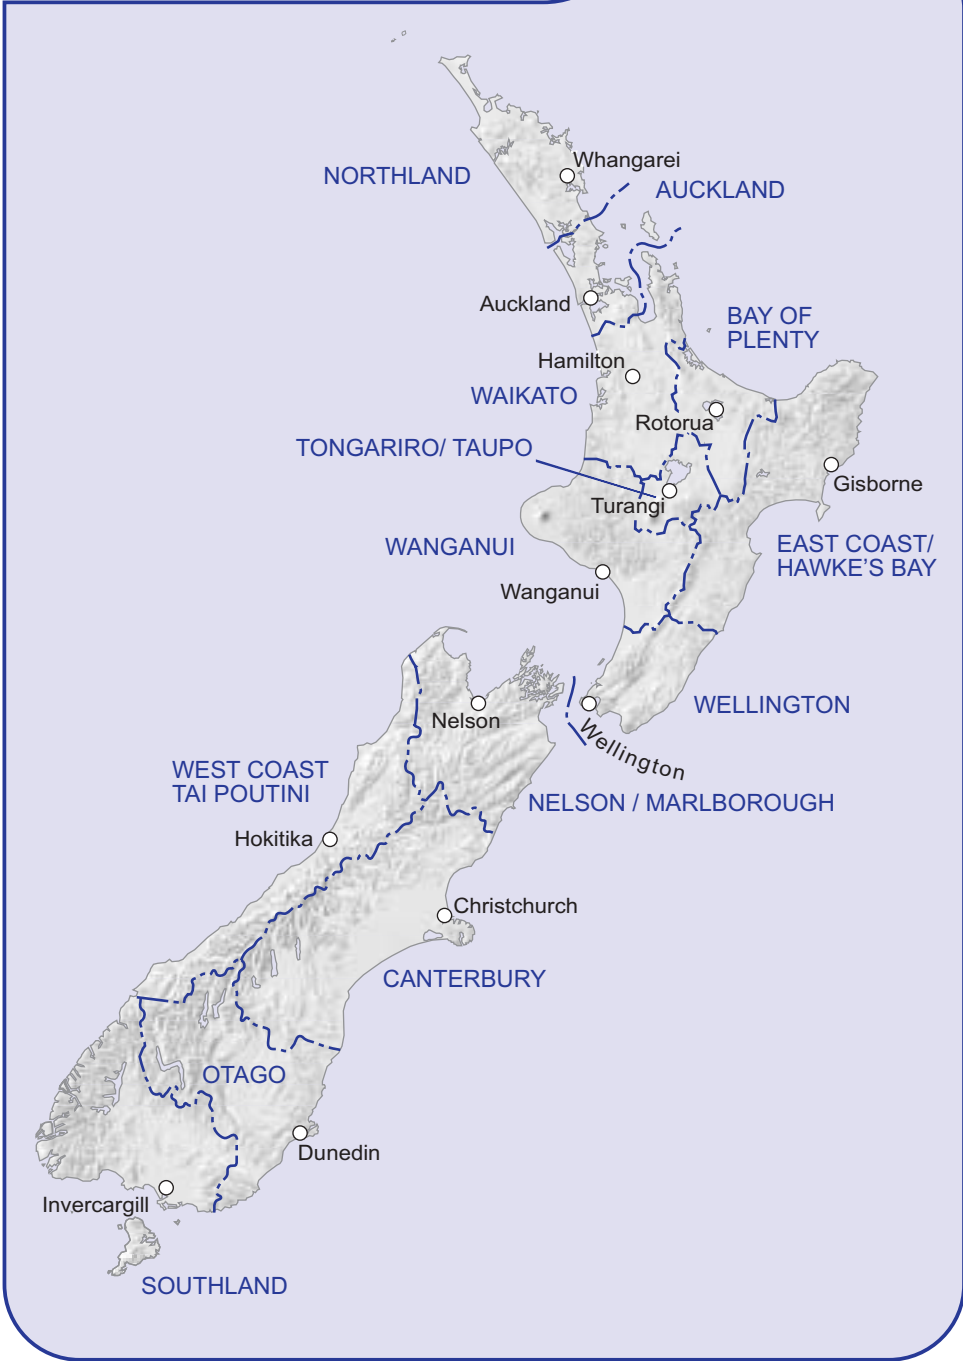 Whangarei
NORTHLAND
AUCKLAND
Auckland
BAY OF
PLENTY
Hamilton
WAIKATO
Rotorua
TONGARIRO/ TAUPO
Gisborne
Turangi
WANGANUI
EAST COAST/
HAWKE'S BAY
Wanganui
Nelson
WELLINGTON
Wellington
WEST COAST
TAI POUTINI
NELSON / MARLBOROUGH
Hokitika
Christchurch
CANTERBURY
OTAGO
Dunedin
Invercargill
SOUTHLAND